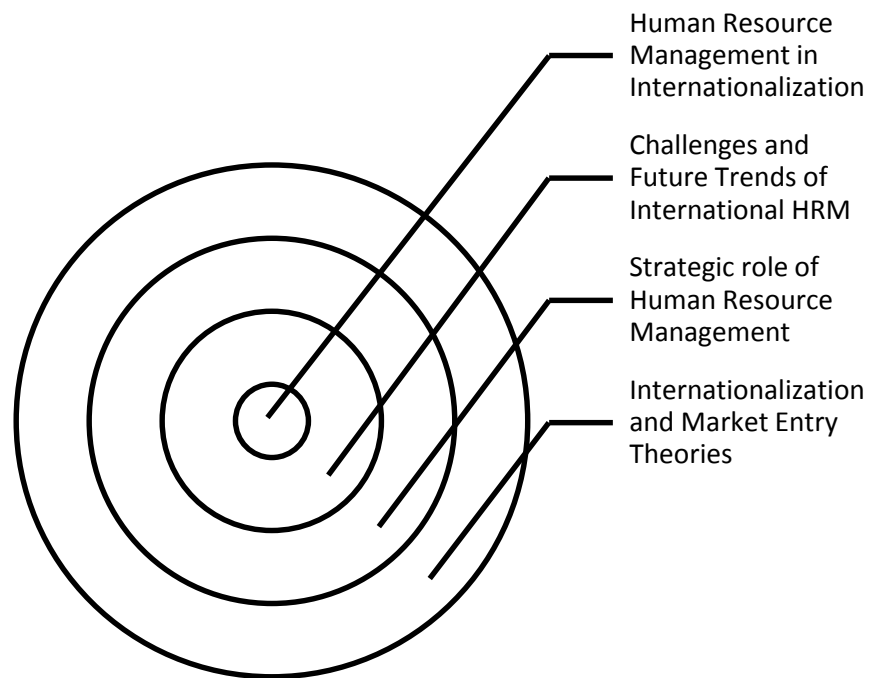 Human Resource
Management in
Internationalization
Challenges and
Future Trends of
International HRM
Strategic role of
Human Resource
Management
Internationalization
and Market Entry
Theories